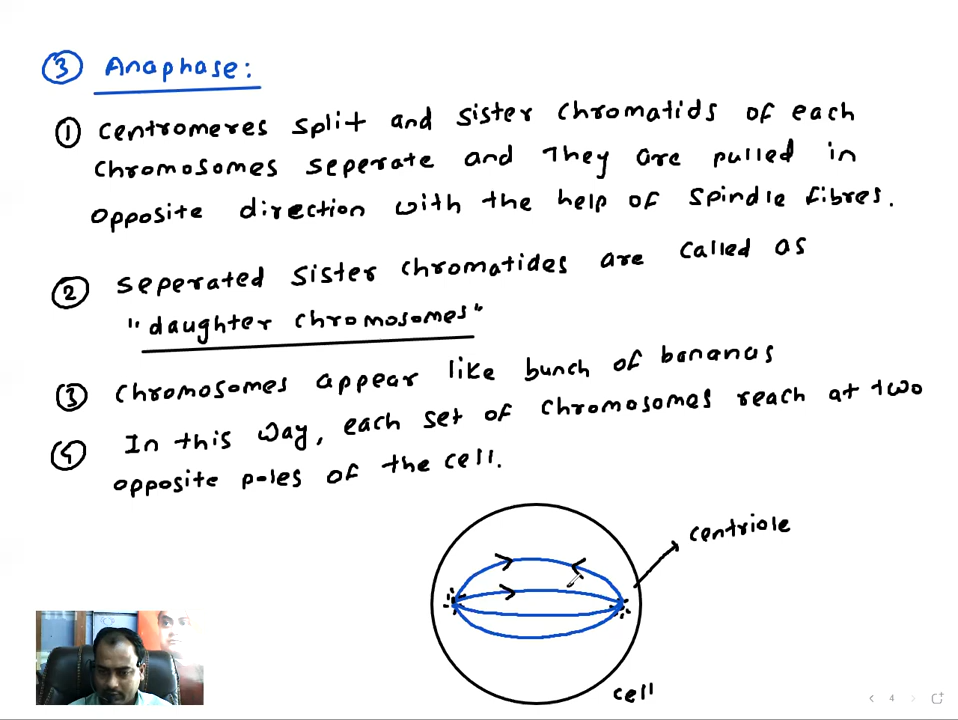 ③ Anaphase:
① Centromeres split and sister chromatids of each
chromosomes seperate and they are pulled in
opposite direction with the help of spindle fibres.
② Seperated sister chromatides are called as
"daughter chromosomes"
③ Chromosomes appear like bunch of bananas
④ In this way, each set of chromosomes reach at two
opposite poles of the cell.
centriole
cell
4